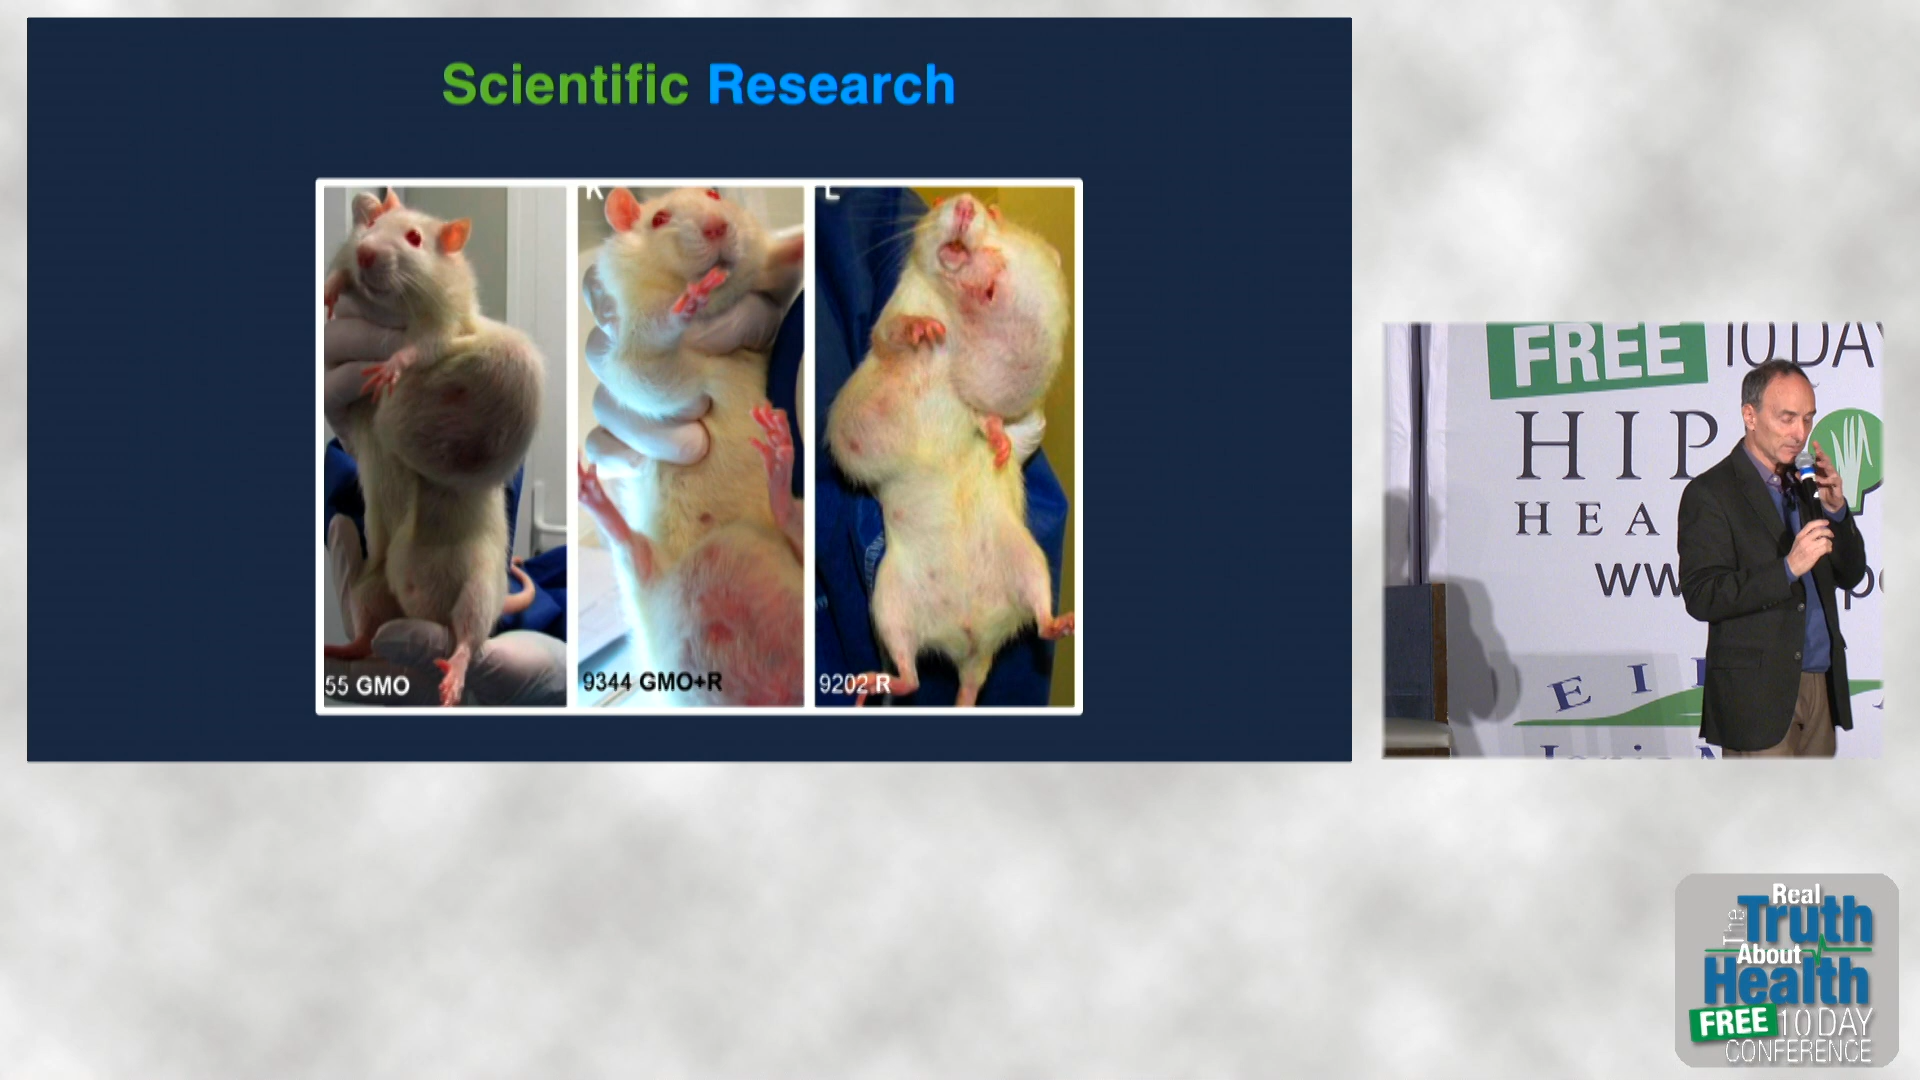 Scientific Research
K
L
55 GMO
9344 GMO+R
9202 R
FREE 10 DAY
HIP
HEA
EI
The Real
Truth
About
Health
FREE 10 DAY
CONFERENCE